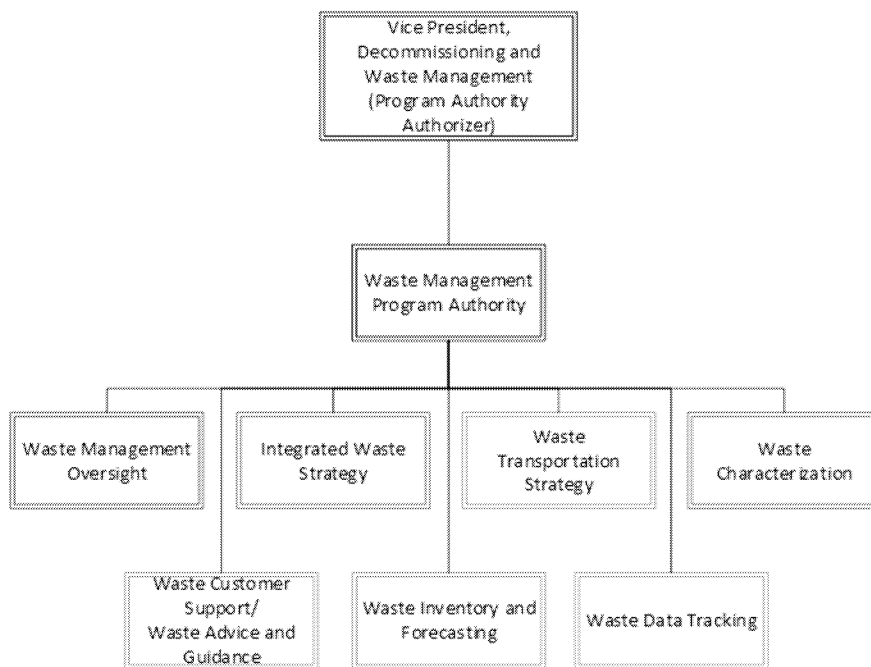 Vice President,
Decommissioning and
Waste Management
(Program Authority
Authorizer)
Waste Management
Program Authority
Waste Management
Oversight
Integrated Waste
Strategy
Waste
Transportation
Strategy
Waste
Characterization
Waste Customer
Support/
Waste Advice and
Guidance
Waste Inventory and
Forecasting
Waste Data Tracking